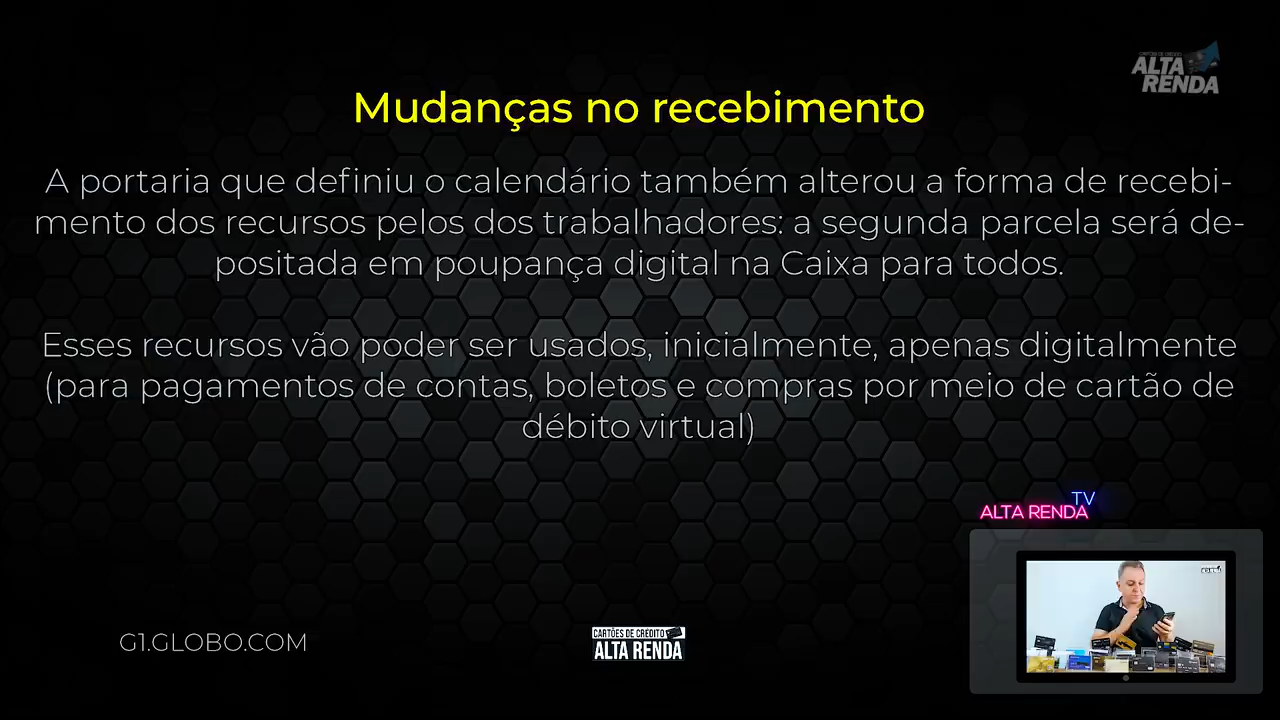 CARTÕES DE CRÉDITO
ALTA
RENDA
Mudanças no recebimento
A portaria que definiu o calendário também alterou a forma de recebi-
mento dos recursos pelos dos trabalhadores: a segunda parcela será de-
positada em poupança digital na Caixa para todos.
Esses recursos vão poder ser usados, inicialmente, apenas digitalmente
(para pagamentos de contas, boletos e compras por meio de cartão de
débito virtual)
TV
ALTA RENDA
G1.GLOBO.COM
CARTÕES DE CRÉDITO
ALTA RENDA